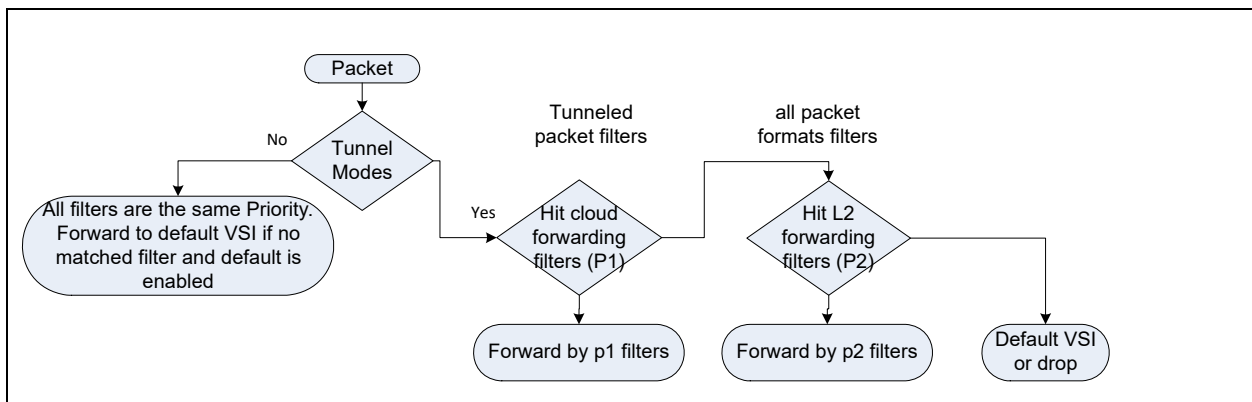 Packet
Tunneled
packet filters
all packet
formats filters
No
Tunnel
Modes
All filters are the same Priority.
Forward to default VSI if no
matched filter and default is
enabled
Yes
Hit cloud
forwarding
filters (P1)
Hit L2
forwarding
filters (P2)
Forward by p1 filters
Forward by p2 filters
Default VSI
or drop